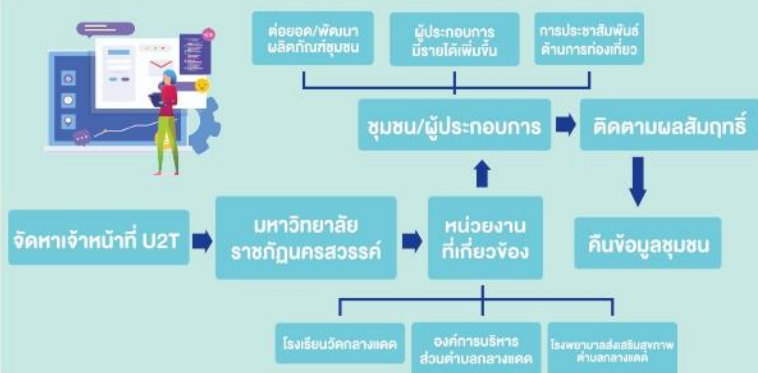 ต่อยอด/พัฒนา
ผลิตภัณฑ์ชุมชน
ผู้ประกอบการ
มีรายได้เพิ่มขึ้น
การประชาสัมพันธ์
ด้านการท่องเที่ยว
ชุมชน/ผู้ประกอบการ
ติดตามผลสัมฤทธิ์
จัดหาเจ้าหน้าที่ U2T
มหาวิทยาลัย
ราชภัฏนครสวรรค์
หน่วยงาน
ที่เกี่ยวข้อง
คืนข้อมูลชุมชน
โรงเรียนวัดกลางแดด
องค์การบริหาร
ส่วนตำบลกลางแดด
โรงพยาบาลส่งเสริมสุขภาพ
ตำบลกลางแดด